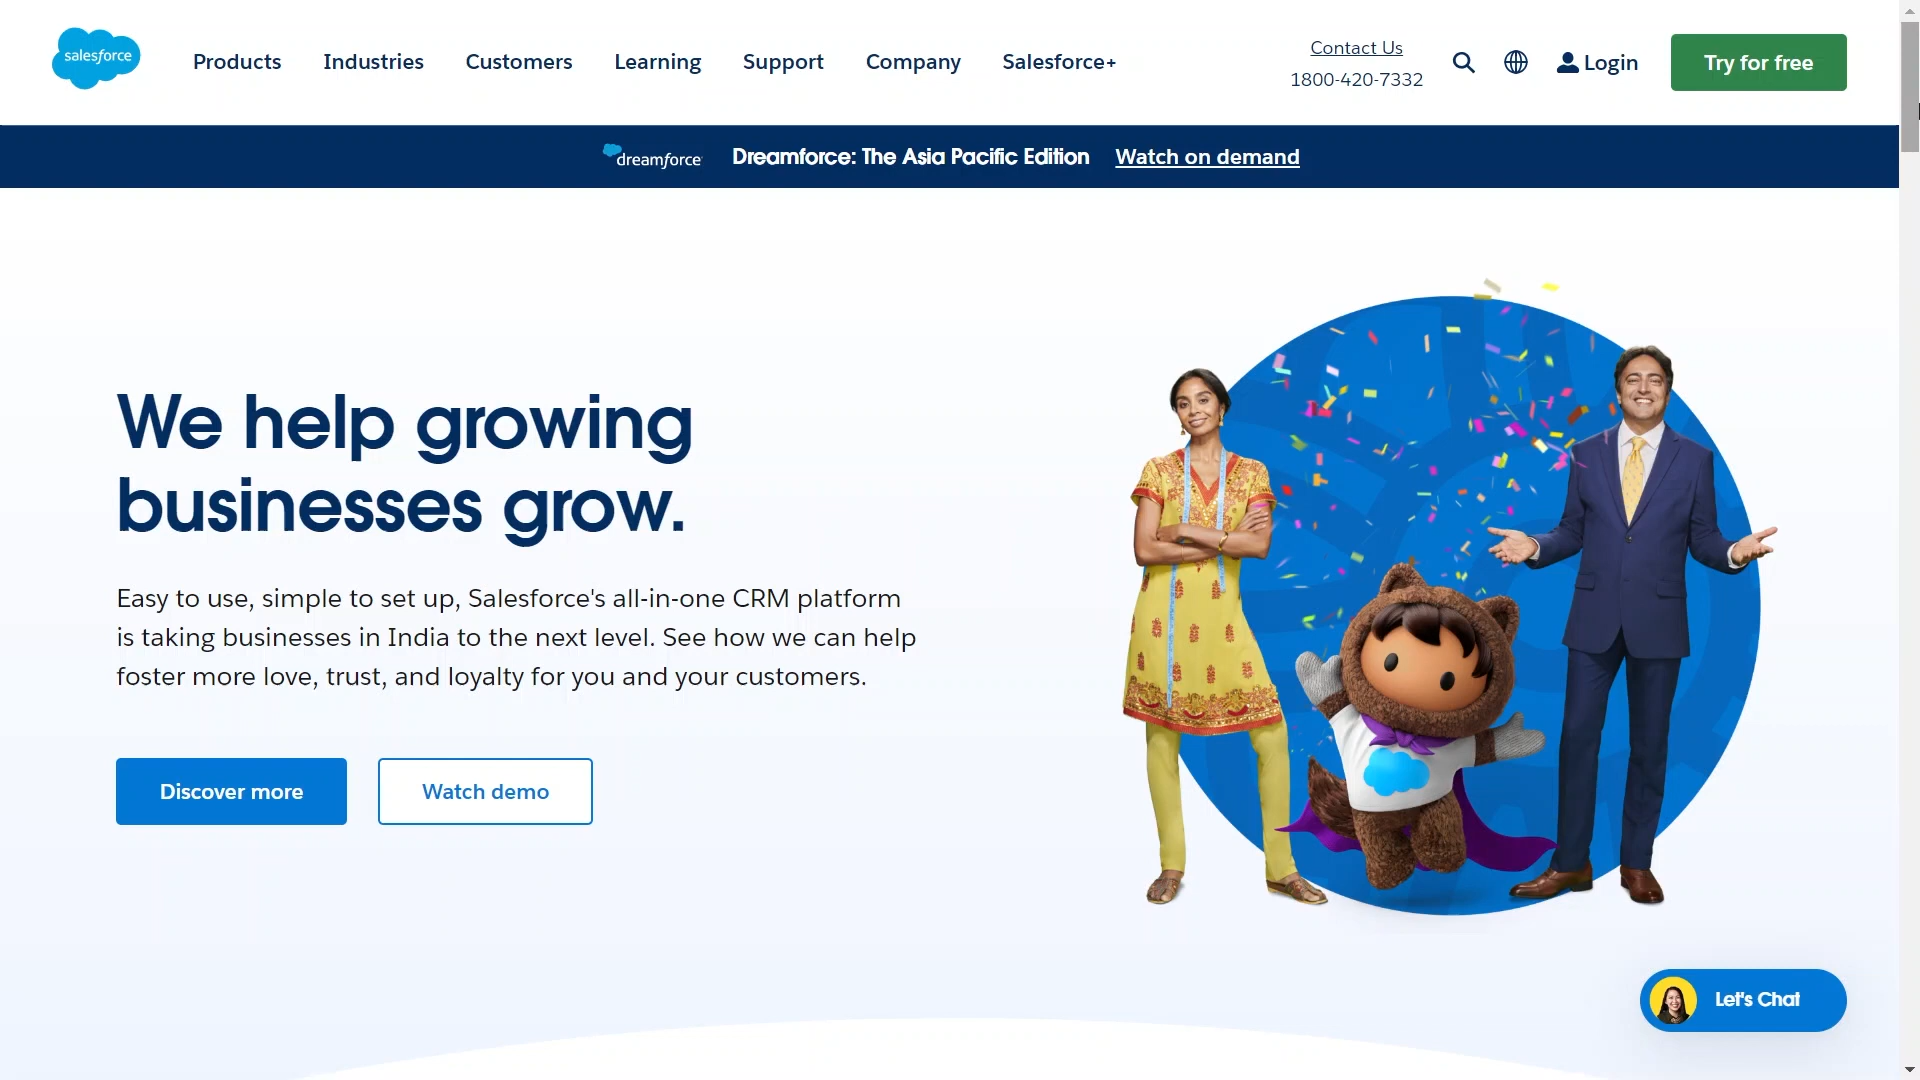 salesforce
Products
Industries
Customers
Learning
Support
Company
Salesforce+
Contact Us
1800-420-7332
Login
Try for free
dreamforce
Dreamforce: The Asia Pacific Edition
Watch on demand
We help growing
businesses grow.
Easy to use, simple to set up, Salesforce's all-in-one CRM platform
is taking businesses in India to the next level. See how we can help
foster more love, trust, and loyalty for you and your customers.
Discover more
Watch demo
Let's Chat